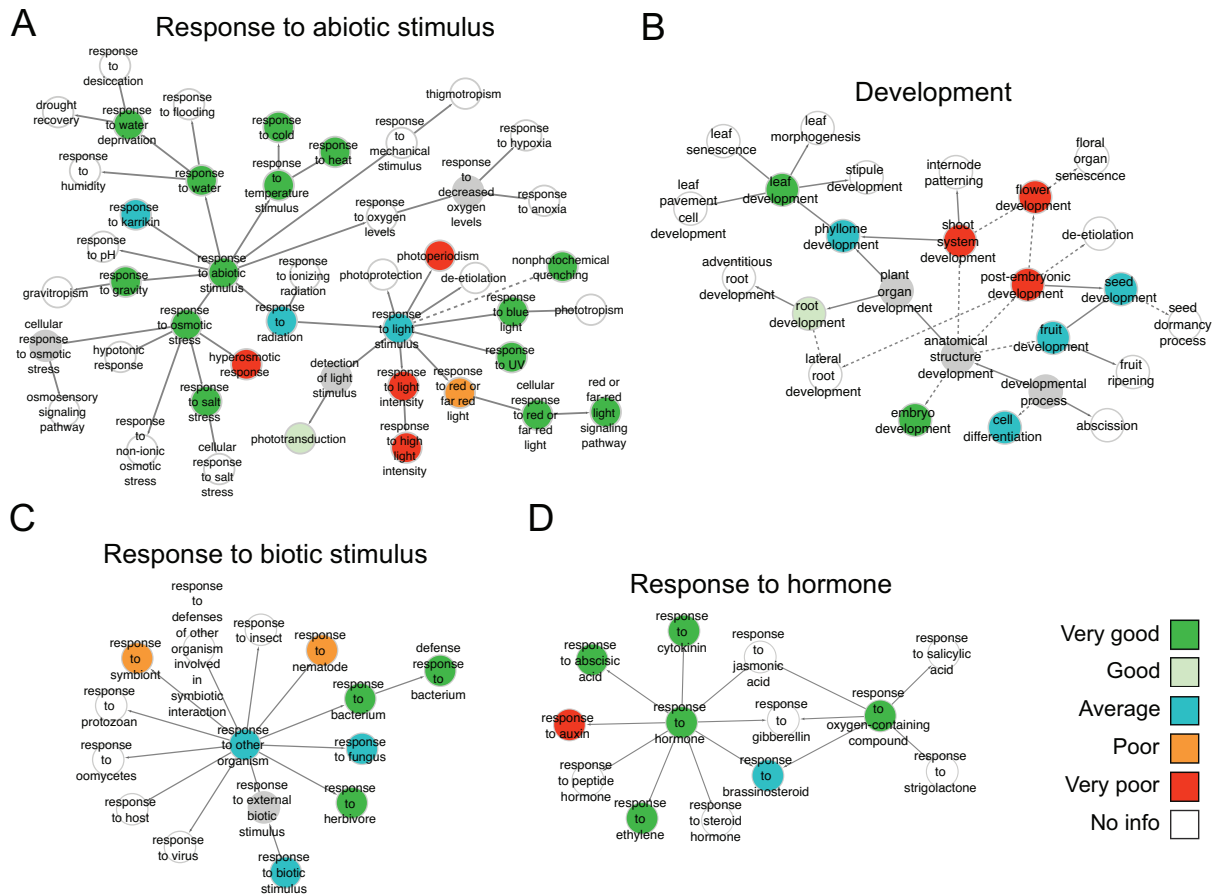 A
Response to abiotic stimulus
response
to
desiccation
drought
recovery
response
to water
deprivation
response
to flooding
response
to
humidity
response
to water
response
to cold
response
to heat
response
to
temperature
stimulus
thigmotropism
response
to
mechanical
stimulus
response
to hypoxia
response
to
decreased
oxygen
levels
response
to anoxia
response
to oxygen
levels
response
to
karrikin
response
to pH
gravitropism
response
to gravity
response
to abiotic
stimulus
response
to ionizing
radiation
photoprotection
photoperiodism
de-etiolation
nonphotochemical
quenching
response
to blue
light
phototropism
response
to UV
response
to
radiation
response
to light
stimulus
response
to osmotic
stress
cellular
response
to osmotic
stress
hypotonic
response
hyperosmotic
response
osmosensory
signaling
pathway
response
to salt
stress
response
to
non-ionic
osmotic
stress
cellular
response
to salt
stress
detection
of light
stimulus
phototransduction
response
to light
intensity
response
to high
light
intensity
response
to red or
far red
light
cellular
response
to red or
far red
light
red or
far-red
light
signaling
pathway
B
Development
leaf
senescence
leaf
morphogenesis
leaf
development
stipule
development
leaf
pavement
cell
development
phyllome
development
internode
patterning
shoot
system
development
flower
development
floral
organ
senescence
de-etiolation
adventitious
root
development
plant
organ
development
post-embryonic
development
seed
development
seed
dormancy
process
root
development
lateral
root
development
anatomical
structure
development
fruit
development
fruit
ripening
developmental
process
embryo
development
cell
differentiation
abscission
C
Response to biotic stimulus
response
to
symbiont
response
to
defenses of
other
organism
involved in
symbiotic
interaction
response
to insect
response
to
nematode
defense
response
to
bacterium
response
to
bacterium
response
to
protozoan
response
to other
organism
response
to fungus
response
to
oomycetes
response
to host
response
to virus
response
to external
biotic
stimulus
response
to
herbivore
response
to biotic
stimulus
D
Response to hormone
response
to abscisic
acid
response
to
cytokinin
response
to
jasmonic
acid
response
to salicylic
acid
response
to auxin
response
to
hormone
response
to
gibberellin
response
to
oxygen-containing
compound
response
to peptide
hormone
response
to
ethylene
response
to steroid
hormone
response
to
brassinosteroid
response
to
strigolactone
Very good
Good
Average
Poor
Very poor
No info